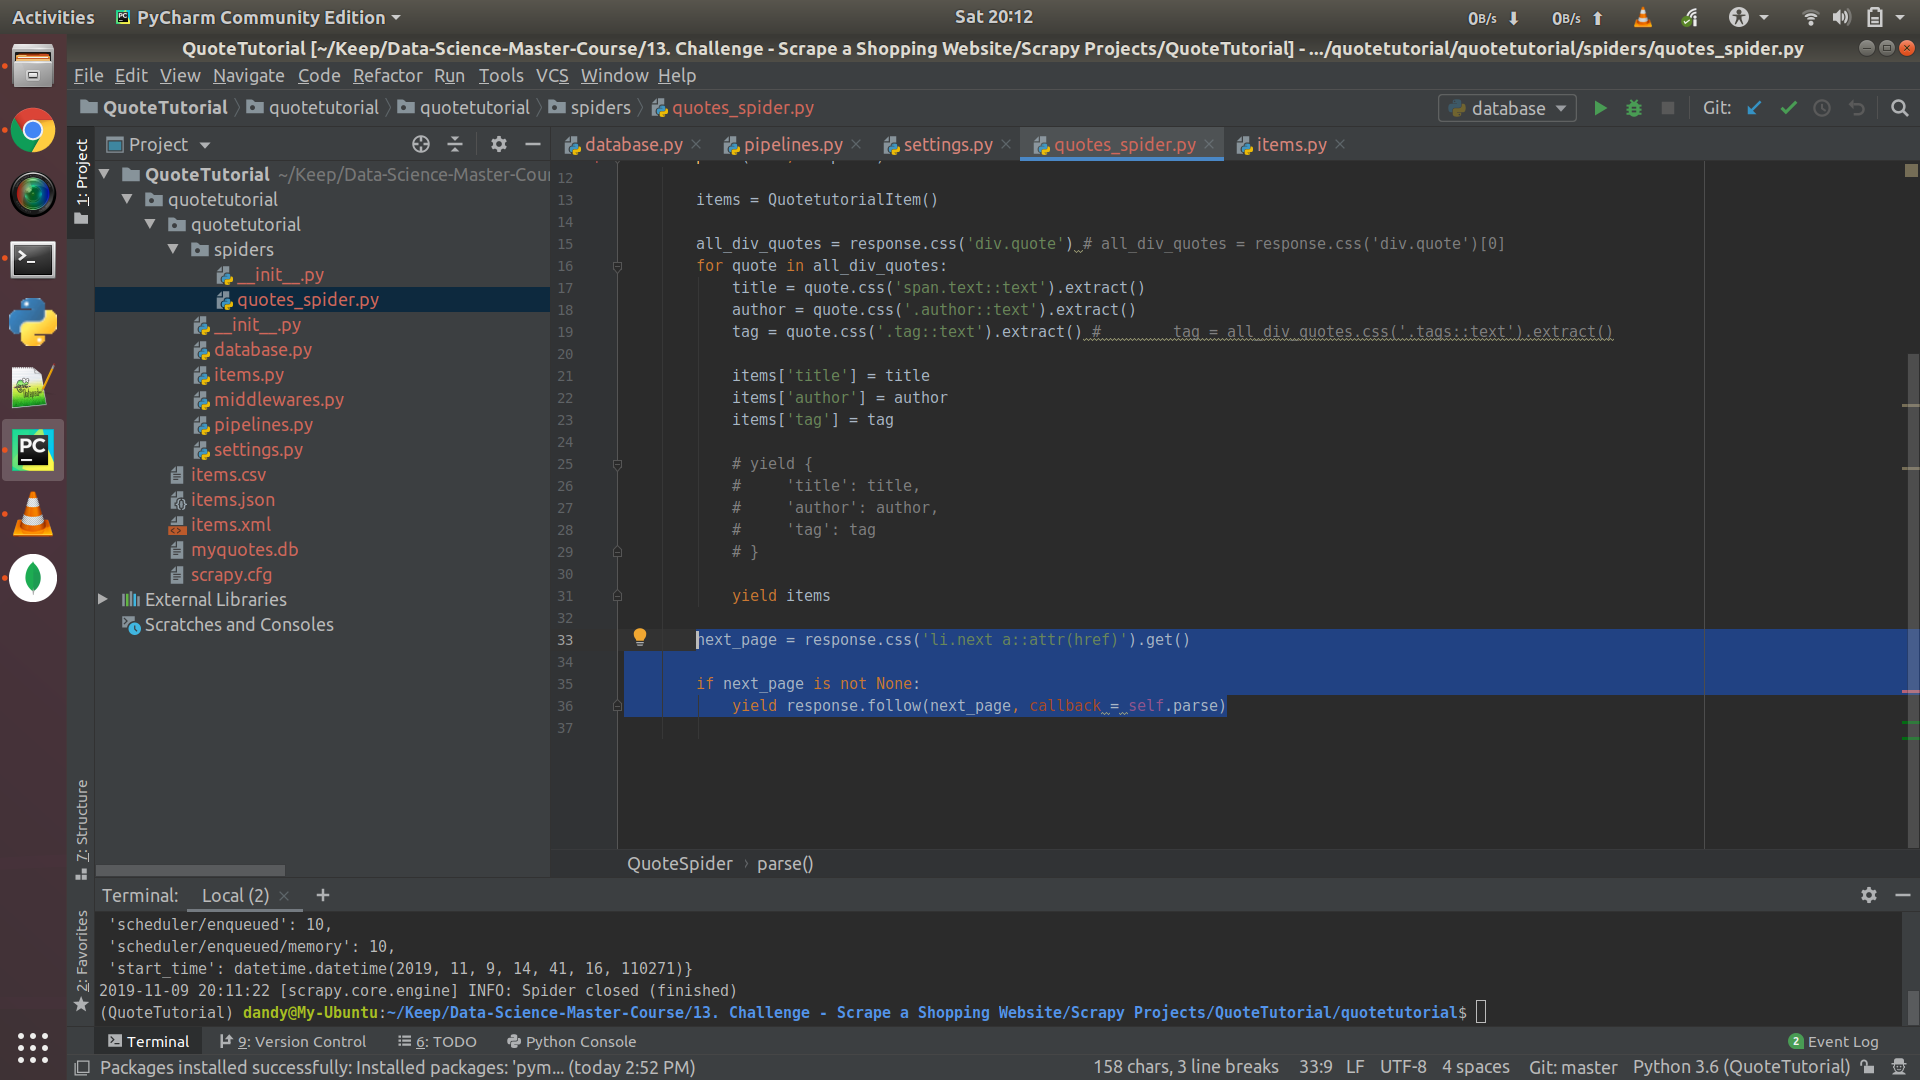 Activities PyCharm Community Edition Sat 20:12 0B/s 0B/s
QuoteTutorial [~/Keep/Data-Science-Master-Course/13. Challenge - Scrape a Shopping Website/Scrapy Projects/QuoteTutorial] - .../quotetutorial/quotetutorial/spiders/quotes_spider.py
File Edit View Navigate Code Refactor Run Tools VCS Window Help
QuoteTutorial quotetutorial quotetutorial spiders quotes_spider.py database Git:
1: Project
Project
QuoteTutorial ~/Keep/Data-Science-Master-Cou
quotetutorial
quotetutorial
spiders
__init__.py
quotes_spider.py
__init__.py
database.py
items.py
middlewares.py
pipelines.py
settings.py
items.csv
items.json
items.xml
myquotes.db
scrapy.cfg
External Libraries
Scratches and Consoles
7: Structure
2: Favorites
database.py pipelines.py settings.py quotes_spider.py items.py
12
13 items = QuotetutorialItem()
14
15 all_div_quotes = response.css('div.quote') # all_div_quotes = response.css('div.quote')[0]
16 for quote in all_div_quotes:
17 title = quote.css('span.text::text').extract()
18 author = quote.css('.author::text').extract()
19 tag = quote.css('.tag::text').extract() # tag = all_div_quotes.css('.tags::text').extract()
20
21 items['title'] = title
22 items['author'] = author
23 items['tag'] = tag
24
25 # yield {
26 # 'title': title,
27 # 'author': author,
28 # 'tag': tag
29 # }
30
31 yield items
32
33 next_page = response.css('li.next a::attr(href)').get()
34
35 if next_page is not None:
36 yield response.follow(next_page, callback = self.parse)
37
QuoteSpider parse()
Terminal: Local (2)
'scheduler/enqueued': 10,
'scheduler/enqueued/memory': 10,
'start_time': datetime.datetime(2019, 11, 9, 14, 41, 16, 110271)}
2019-11-09 20:11:22 [scrapy.core.engine] INFO: Spider closed (finished)
(QuoteTutorial) dandy@My-Ubuntu:~/Keep/Data-Science-Master-Course/13. Challenge - Scrape a Shopping Website/Scrapy Projects/QuoteTutorial/quotetutorial$
Terminal 9: Version Control 6: TODO Python Console 2 Event Log
Packages installed successfully: Installed packages: 'pym... (today 2:52 PM) 158 chars, 3 line breaks 33:9 LF UTF-8 4 spaces Git: master Python 3.6 (QuoteTutorial)
PC